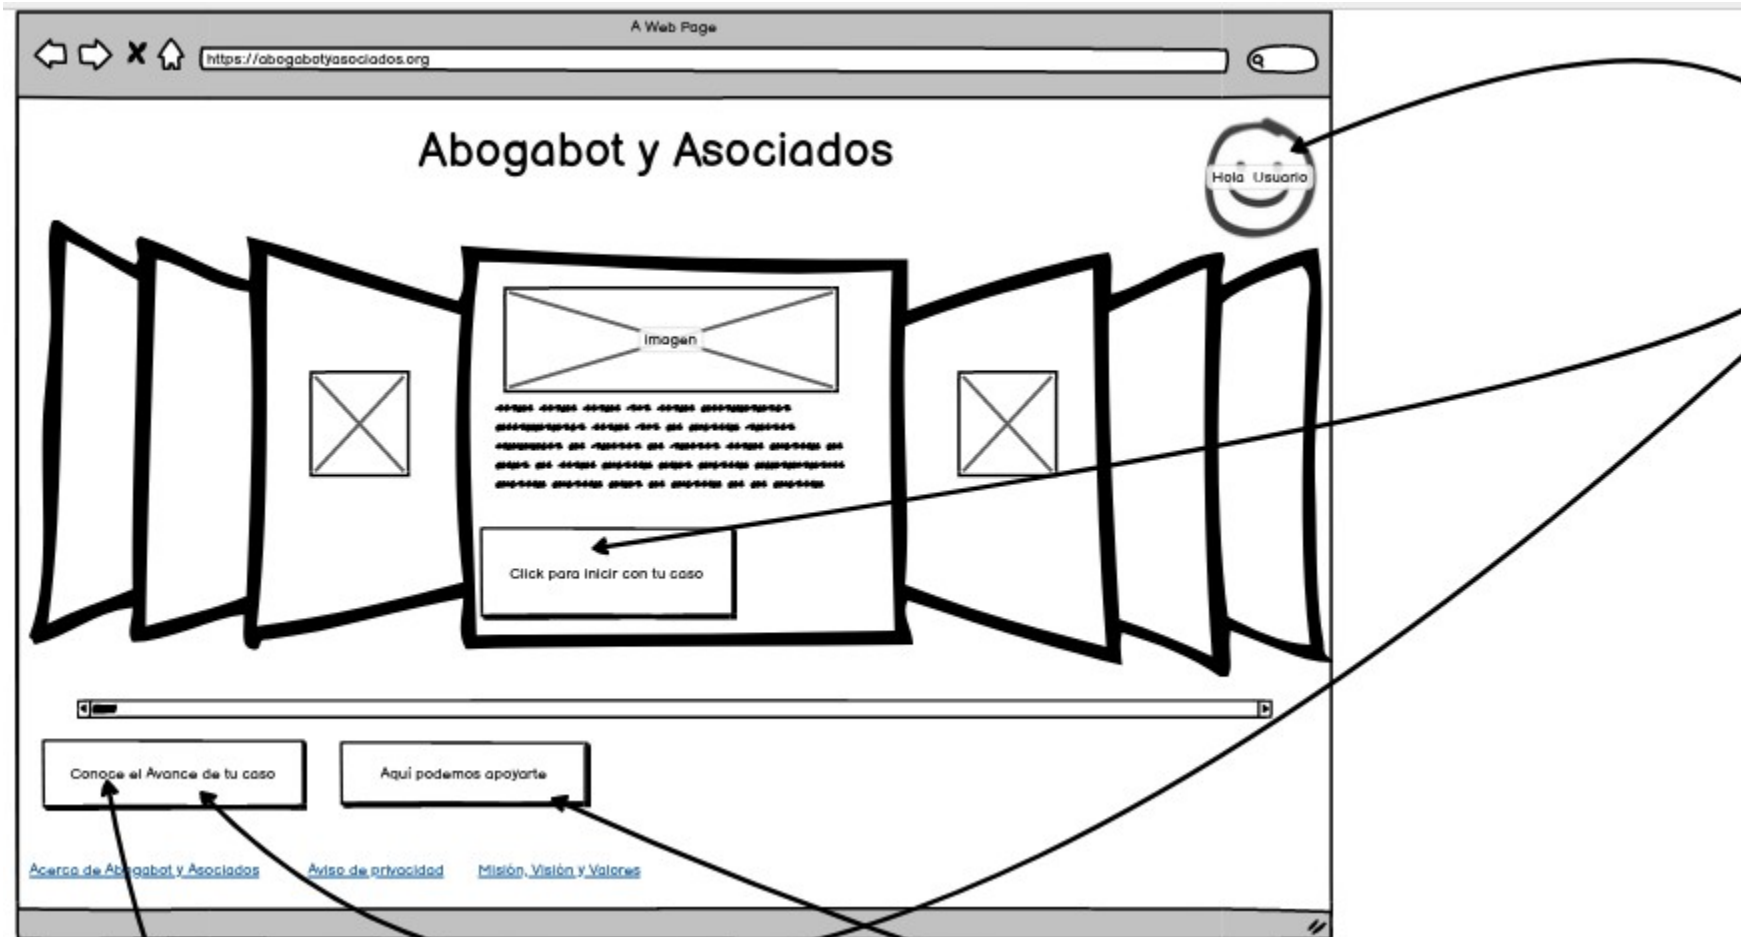 A Web Page
https://abogabotyasociados.org
Abogabot y Asociados
Hola Usuario
Imagen
Click para inicir con tu caso
Conoce el Avance de tu caso
Aquí podemos apoyarte
Acerca de Abogabot y Asociados
Aviso de privacidad
Misión, Visión y Valores